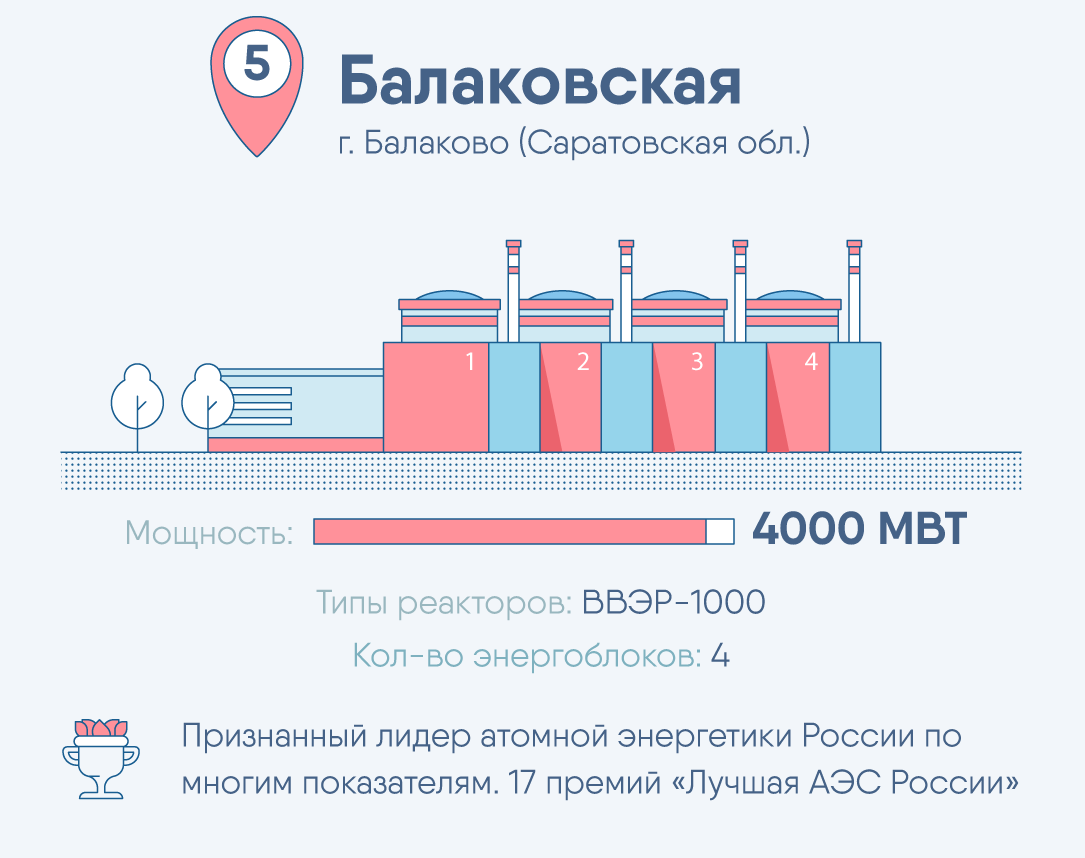 5
Балаковская
г. Балаково (Саратовская обл.)
1 2 3 4
Мощность: 4000 МВТ
Типы реакторов: ВВЭР-1000
Кол-во энергоблоков: 4
Признанный лидер атомной энергетики России по
многим показателям. 17 премий «Лучшая АЭС России»